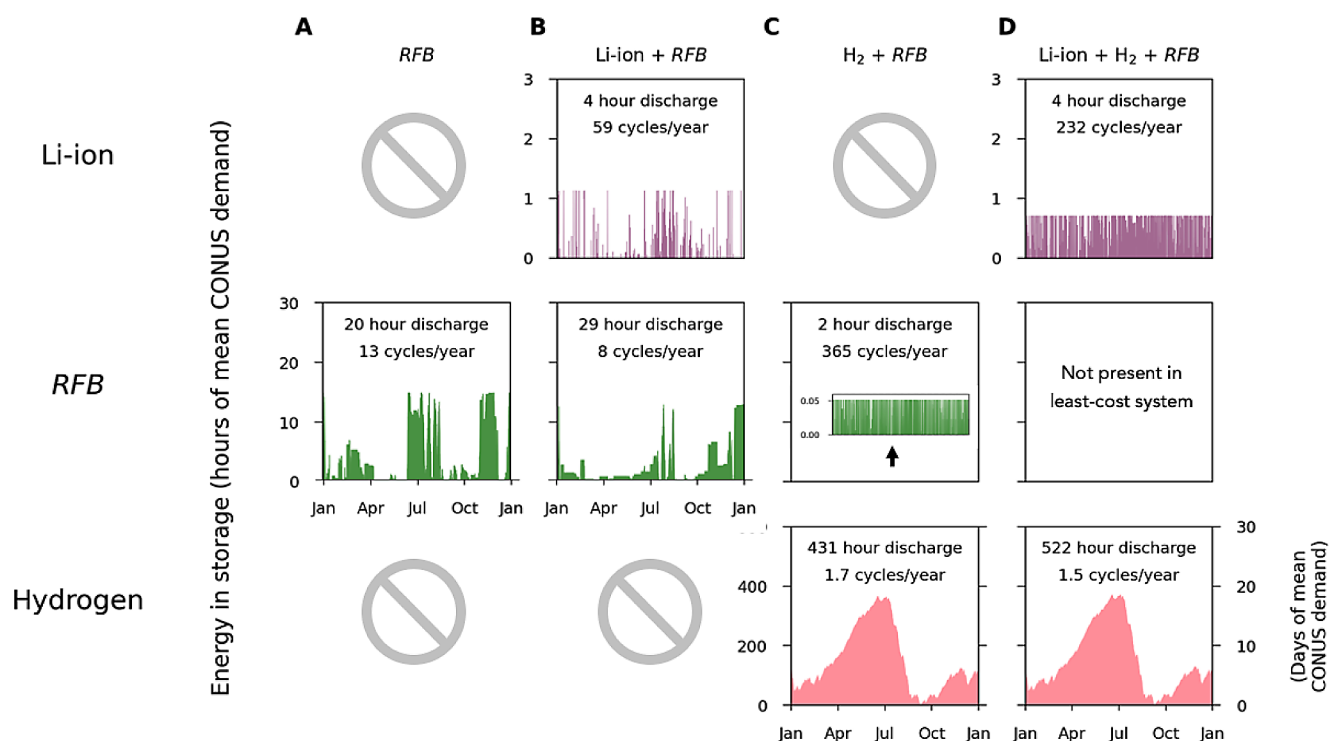 A
B
C
D
RFB
Li-ion + RFB
H₂ + RFB
Li-ion + H₂ + RFB
Li-ion
RFB
Hydrogen
Energy in storage (hours of mean CONUS demand)
3
2
1
0
4 hour discharge
59 cycles/year
3
2
1
0
4 hour discharge
232 cycles/year
30
20
10
0
20 hour discharge
13 cycles/year
Jan Apr Jul Oct Jan
29 hour discharge
8 cycles/year
Jan Apr Jul Oct Jan
2 hour discharge
365 cycles/year
0.05
0.00
Not present in
least-cost system
400
200
0
431 hour discharge
1.7 cycles/year
Jan Apr Jul Oct Jan
522 hour discharge
1.5 cycles/year
Jan Apr Jul Oct Jan
30
20
10
0
(Days of mean
CONUS demand)